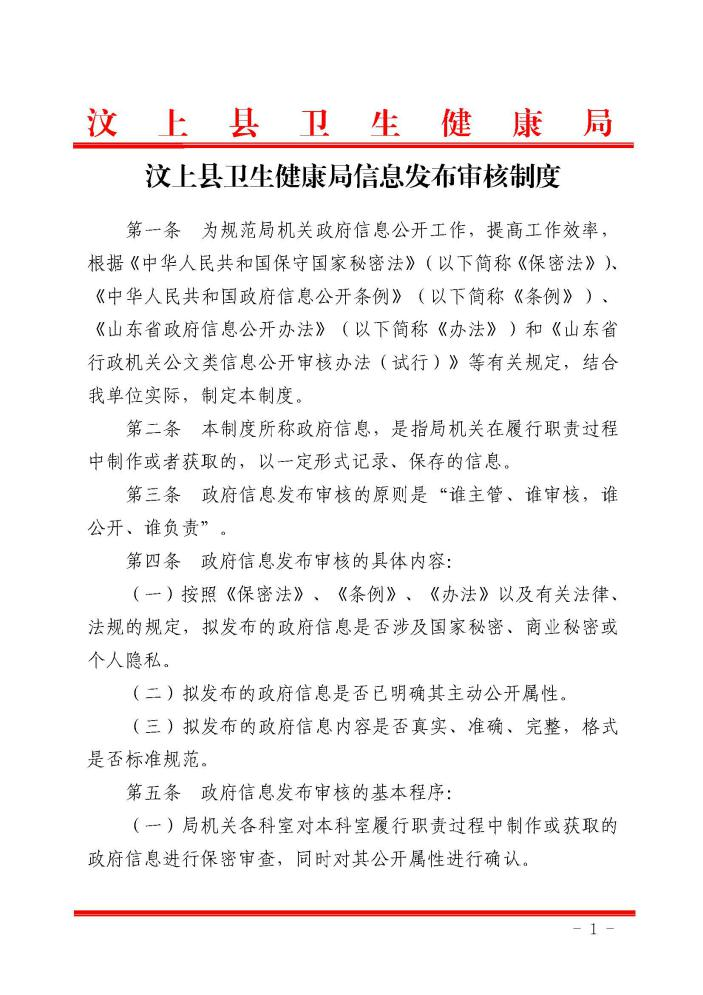 汶上县卫生健康局
汶上县卫生健康局信息发布审核制度
第一条　为规范局机关政府信息公开工作，提高工作效率，
根据《中华人民共和国保守国家秘密法》（以下简称《保密法》）、
《中华人民共和国政府信息公开条例》（以下简称《条例》）、
《山东省政府信息公开办法》（以下简称《办法》）和《山东省
行政机关公文类信息公开审核办法（试行）》等有关规定，结合
我单位实际，制定本制度。
第二条　本制度所称政府信息，是指局机关在履行职责过程
中制作或者获取的，以一定形式记录、保存的信息。
第三条　政府信息发布审核的原则是“谁主管、谁审核，谁
公开、谁负责”。
第四条　政府信息发布审核的具体内容：
（一）按照《保密法》、《条例》、《办法》以及有关法律、
法规的规定，拟发布的政府信息是否涉及国家秘密、商业秘密或
个人隐私。
（二）拟发布的政府信息是否已明确其主动公开属性。
（三）拟发布的政府信息内容是否真实、准确、完整，格式
是否标准规范。
第五条　政府信息发布审核的基本程序：
（一）局机关各科室对本科室履行职责过程中制作或获取的
政府信息进行保密审查，同时对其公开属性进行确认。
- 1 -